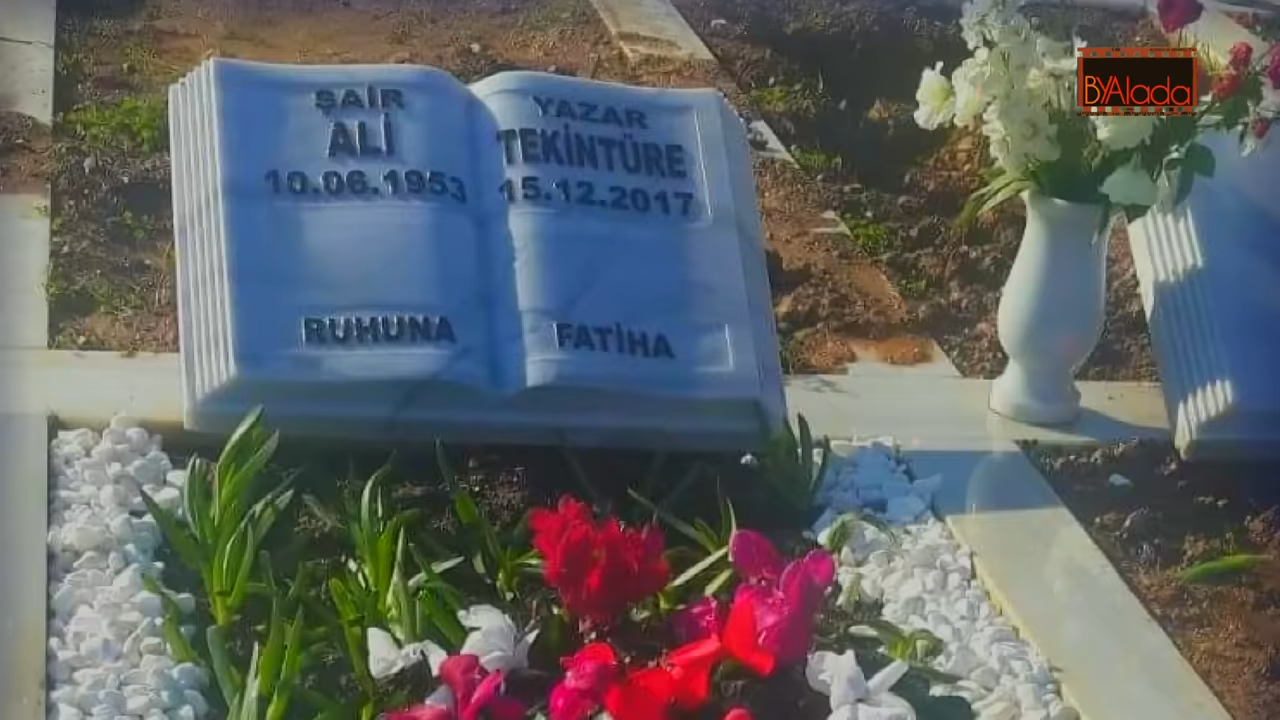 ŞAİR
ALİ
10.06.1953
RUHUNA
YAZAR
TEKİNTÜRE
15.12.2017
FATİHA
BYAlada